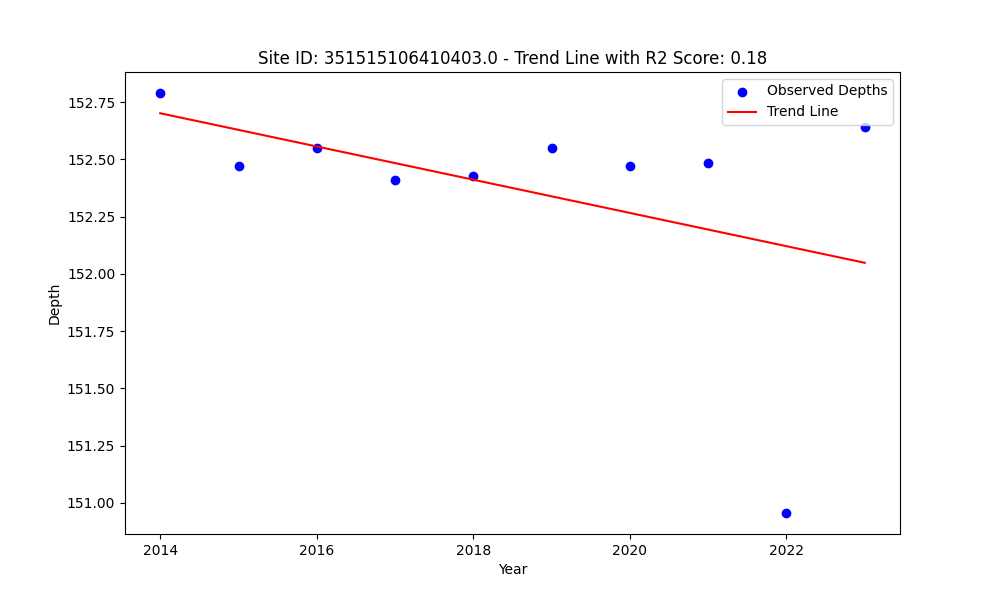 Site ID: 351515106410403.0 - Trend Line with R2 Score: 0.18
Observed Depths
Trend Line
152.75
152.50
152.25
152.00
151.75
151.50
151.25
151.00
Depth
2014
2016
2018
2020
2022
Year